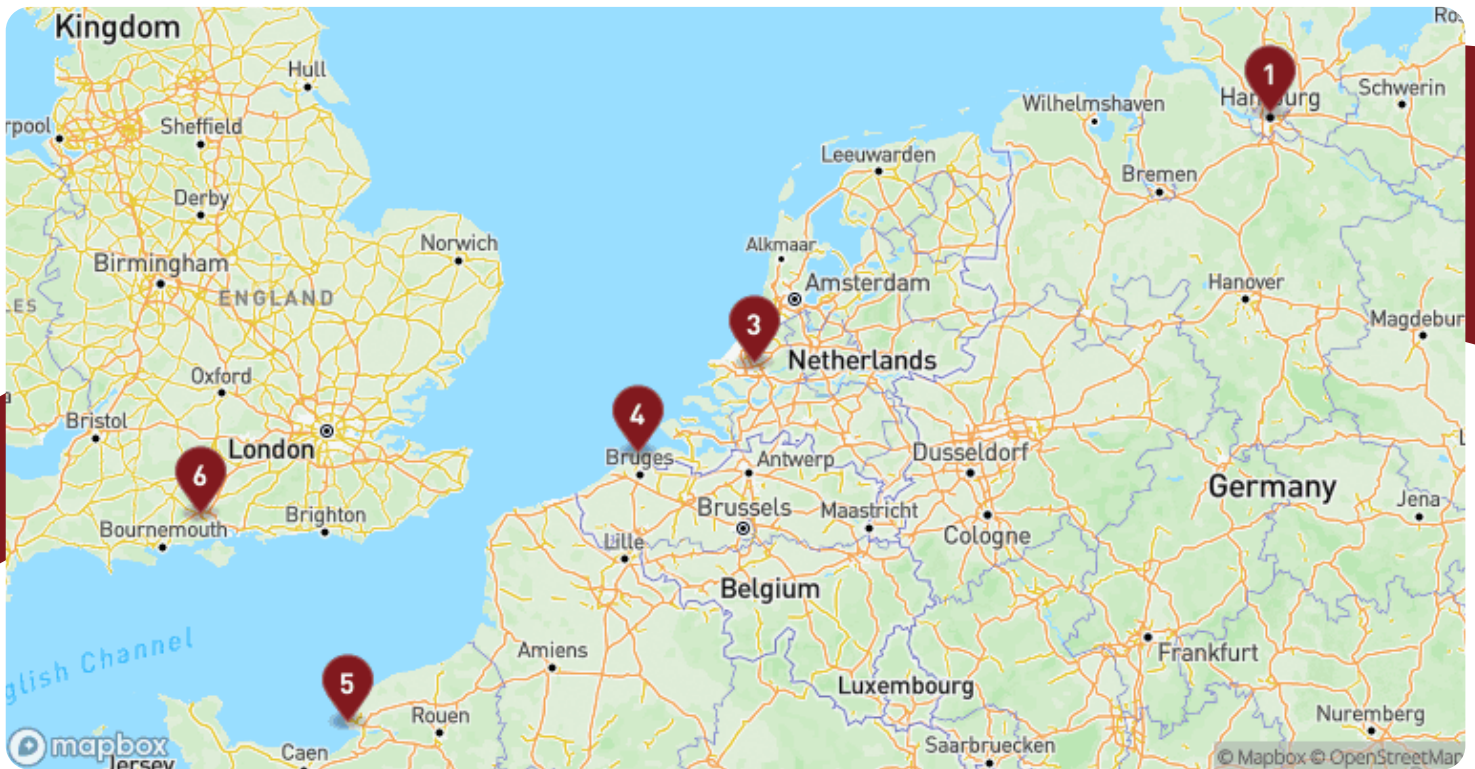 Kingdom
Ros
Hull
1
Wilhelmshaven
Hamburg
Schwerin
rpool
Sheffield
Leeuwarden
Bremen
Derby
Norwich
Alkmaar
Birmingham
Amsterdam
Hanover
ENGLAND
LES
3
Magdebur
Netherlands
Oxford
a
4
Bristol
London
Bruges
Antwerp
Dusseldorf
6
Germany
Brussels
Maastricht
Jena
Bournemouth
Brighton
Lille
Cologne
Belgium
glish Channel
Amiens
Frankfurt
5
Luxembourg
Rouen
Nuremberg
mapbox
Caen
Saarbruecken
Jersey
© Mapbox © OpenStreetMap